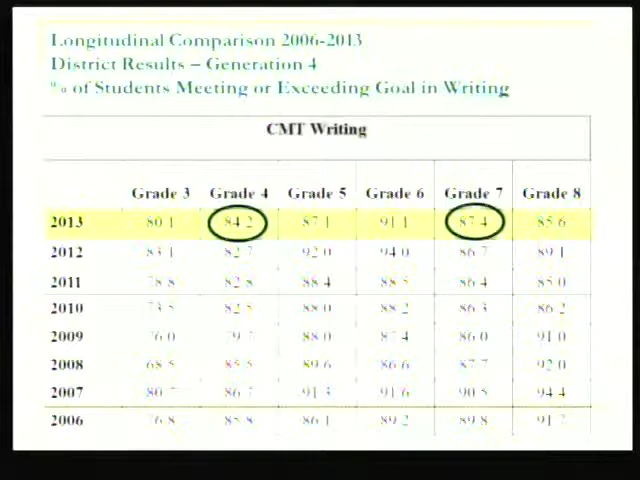 Longitudinal Comparison 2006-2013
District Results – Generation 4
% of Students Meeting or Exceeding Goal in Writing
CMT Writing
Grade 3 Grade 4 Grade 5 Grade 6 Grade 7 Grade 8
2013 80.1 84.2 87.1 91.1 87.4 85.6
2012 83.1 82.7 92.0 94.0 86.7 89.1
2011 78.8 82.8 88.4 88.5 86.4 85.0
2010 73.5 82.5 88.0 88.2 86.3 86.2
2009 76.0 79.7 88.0 87.4 86.0 91.0
2008 68.5 85.5 89.6 86.6 87.7 92.0
2007 80.7 86.7 91.3 91.6 90.5 94.4
2006 76.8 85.8 86.1 89.2 89.8 91.7